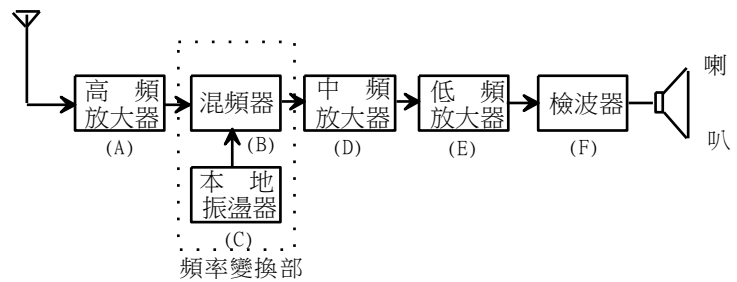 高 頻
放大器
(A)
混頻器
(B)
本 地
振盪器
(C)
頻率變換部
中 頻
放大器
(D)
低 頻
放大器
(E)
檢波器
(F)
喇
叭